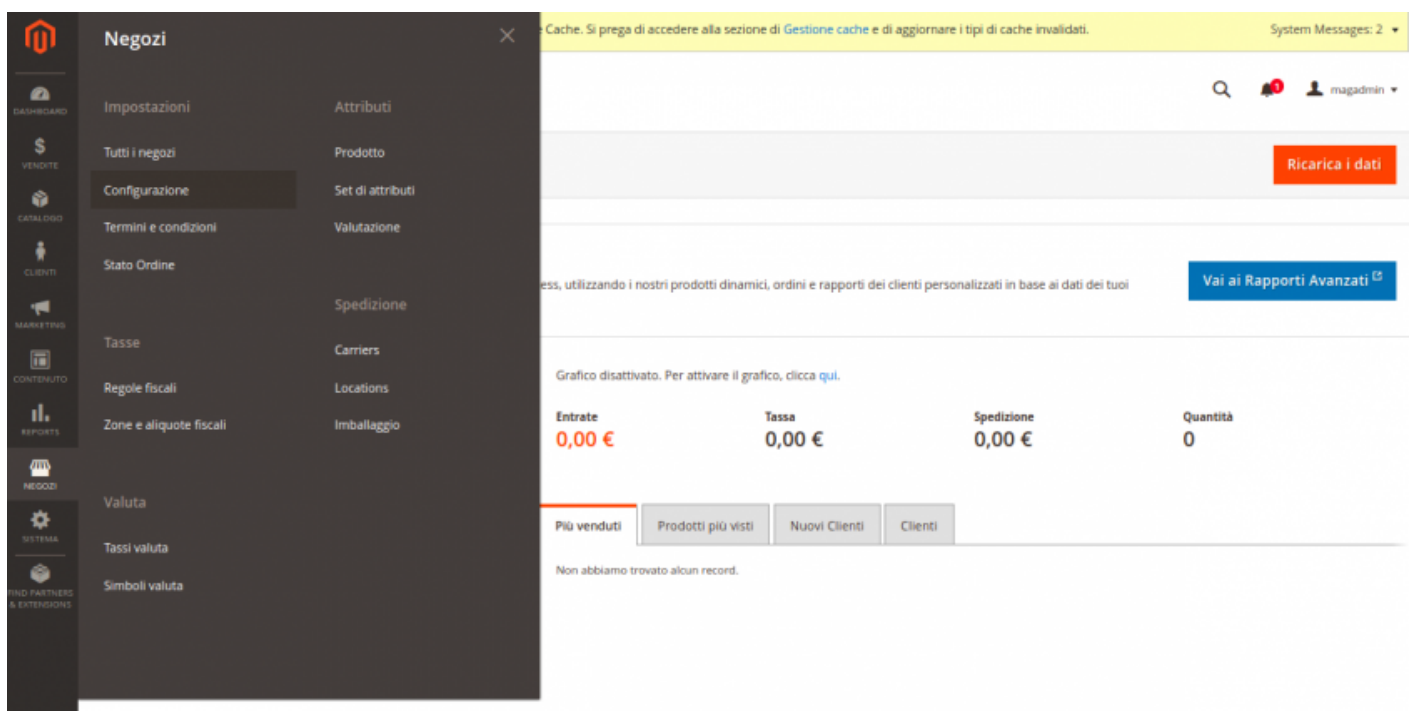 DASHBOARD
VENDITE
CATALOGO
CLIENTI
MARKETING
CONTENUTO
REPORTS
NEGOZI
SISTEMA
FIND PARTNERS
& EXTENSIONS
Negozi
Impostazioni
Tutti i negozi
Configurazione
Termini e condizioni
Stato Ordine
Tasse
Regole fiscali
Zone e aliquote fiscali
Valuta
Tassi valuta
Simboli valuta
Attributi
Prodotto
Set di attributi
Valutazione
Spedizione
Carriers
Locations
Imballaggio
Cache. Si prega di accedere alla sezione di Gestione cache e di aggiornare i tipi di cache invalidati.
System Messages: 2
1
magadmin
Ricarica i dati
ess, utilizzando i nostri prodotti dinamici, ordini e rapporti dei clienti personalizzati in base ai dati dei tuoi
Vai ai Rapporti Avanzati
Grafico disattivato. Per attivare il grafico, clicca qui.
Entrate
0,00 €
Tassa
0,00 €
Spedizione
0,00 €
Quantità
0
Più venduti
Prodotti più visti
Nuovi Clienti
Clienti
Non abbiamo trovato alcun record.